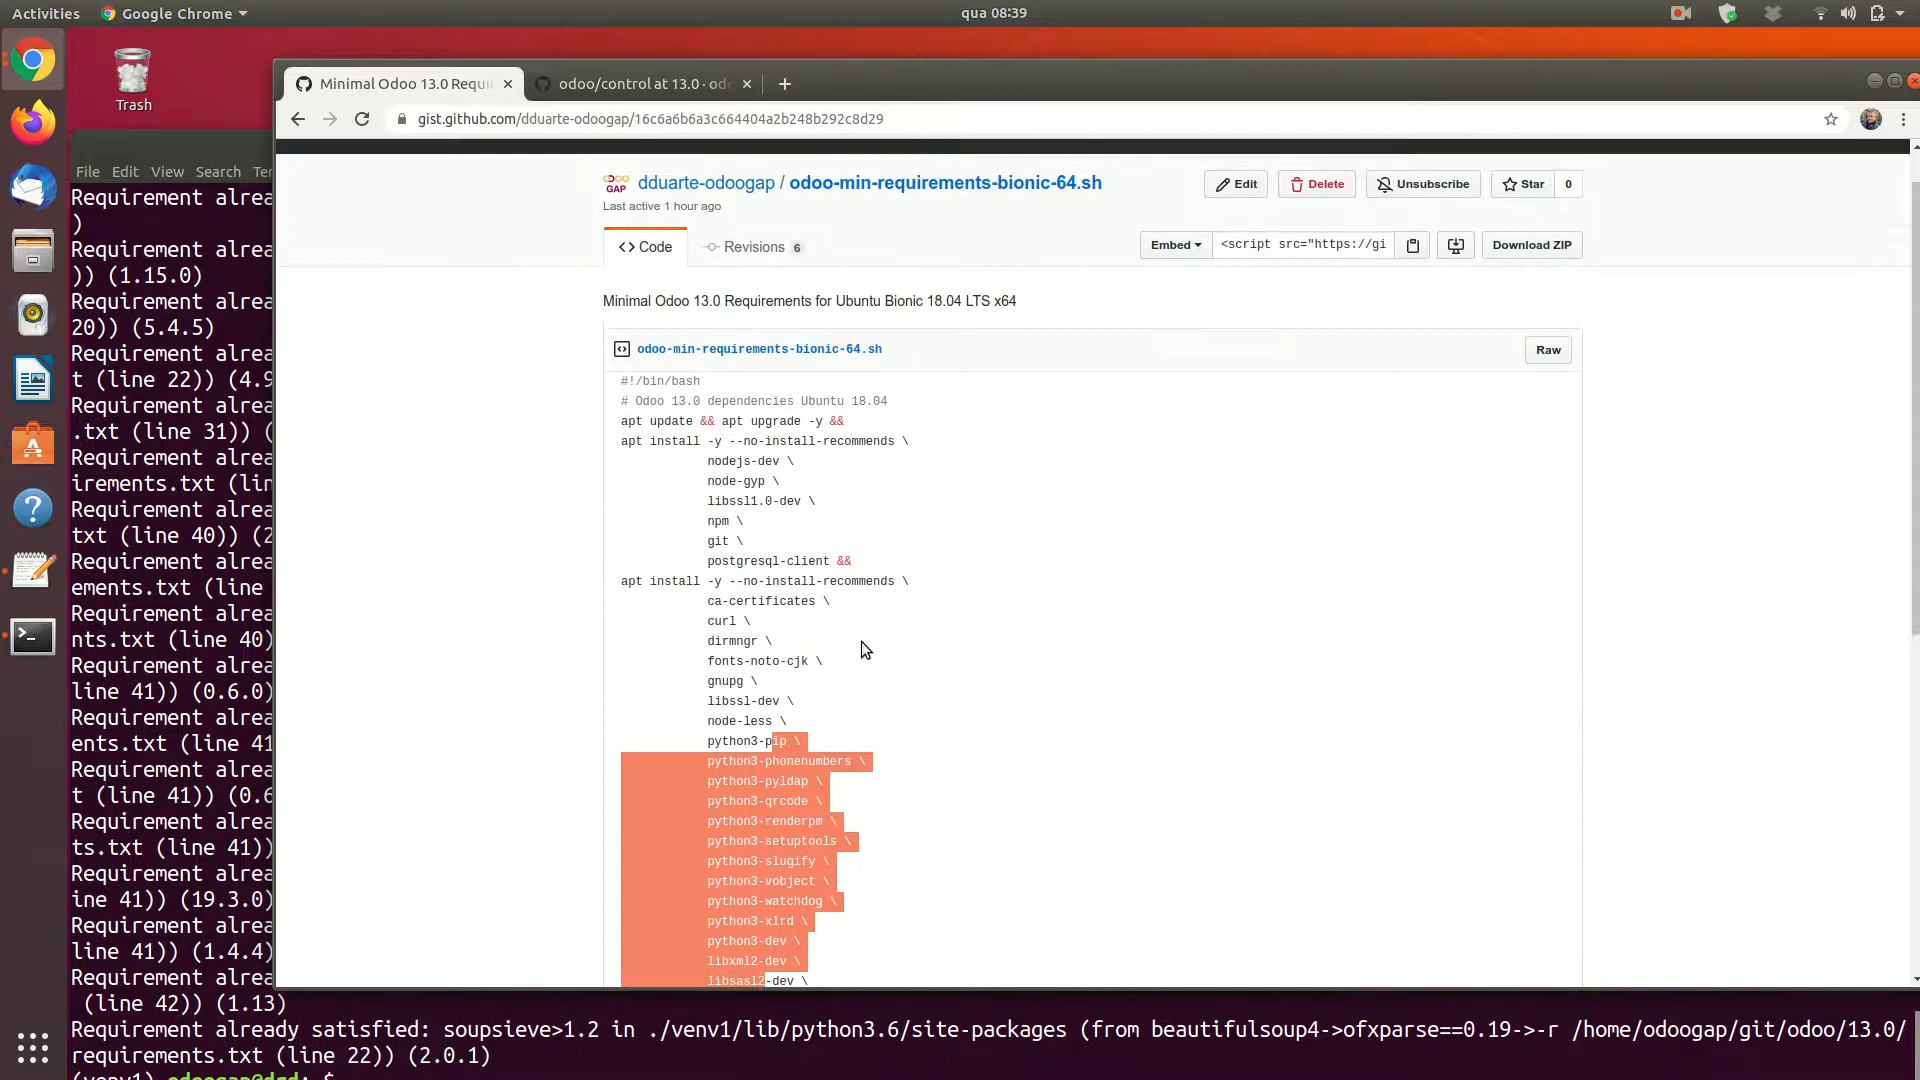 Activities
Google Chrome
qua 08:39
Trash
Minimal Odoo 13.0 Requi
odoo/control at 13.0 · od
gist.github.com/dduarte-odoogap/16c6a6b6a3c664404a2b248b292c8d29
File Edit View Search Ter
GAP
dduarte-odoogap / odoo-min-requirements-bionic-64.sh
Edit
Delete
Unsubscribe
Star 0
Last active 1 hour ago
<> Code
Revisions 6
Embed
<script src="https://gi
Download ZIP
Minimal Odoo 13.0 Requirements for Ubuntu Bionic 18.04 LTS x64
odoo-min-requirements-bionic-64.sh
Raw
#!/bin/bash
# Odoo 13.0 dependencies Ubuntu 18.04
apt update && apt upgrade -y &&
apt install -y --no-install-recommends \
nodejs-dev \
node-gyp \
libssl1.0-dev \
npm \
git \
postgresql-client &&
apt install -y --no-install-recommends \
ca-certificates \
curl \
dirmngr \
fonts-noto-cjk \
gnupg \
libssl-dev \
node-less \
python3-pip \
python3-phonenumbers \
python3-pyldap \
python3-qrcode \
python3-renderpm \
python3-setuptools \
python3-slugify \
python3-vobject \
python3-watchdog \
python3-xlrd \
python3-dev \
libxml2-dev \
libsasl2-dev \
Requirement alrea
)
Requirement alrea
)) (1.15.0)
Requirement alrea
20)) (5.4.5)
Requirement alrea
t (line 22)) (4.9
Requirement alrea
.txt (line 31)) (
Requirement alrea
irements.txt (lin
Requirement alrea
txt (line 40)) (2
Requirement alrea
ements.txt (line
Requirement alrea
nts.txt (line 40)
Requirement alrea
line 41)) (0.6.0)
Requirement alrea
ents.txt (line 41
Requirement alrea
t (line 41)) (0.6
Requirement alrea
ts.txt (line 41))
Requirement alrea
ine 41)) (19.3.0)
Requirement alrea
line 41)) (1.4.4)
Requirement alrea
(line 42)) (1.13)
Requirement already satisfied: soupsieve>1.2 in ./venv1/lib/python3.6/site-packages (from beautifulsoup4->ofxparse==0.19->-r /home/odoogap/git/odoo/13.0/
requirements.txt (line 22)) (2.0.1)
(venv1) odoogap@dgd: $